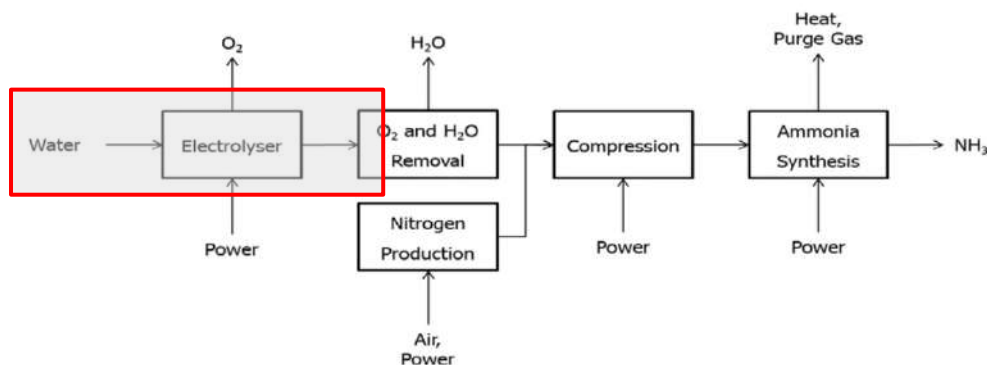 O₂
H₂O
Heat,
Purge Gas
Water
Electrolyser
O₂ and H₂O
Removal
Compression
Ammonia
Synthesis
NH₃
Power
Nitrogen
Production
Power
Power
Air,
Power